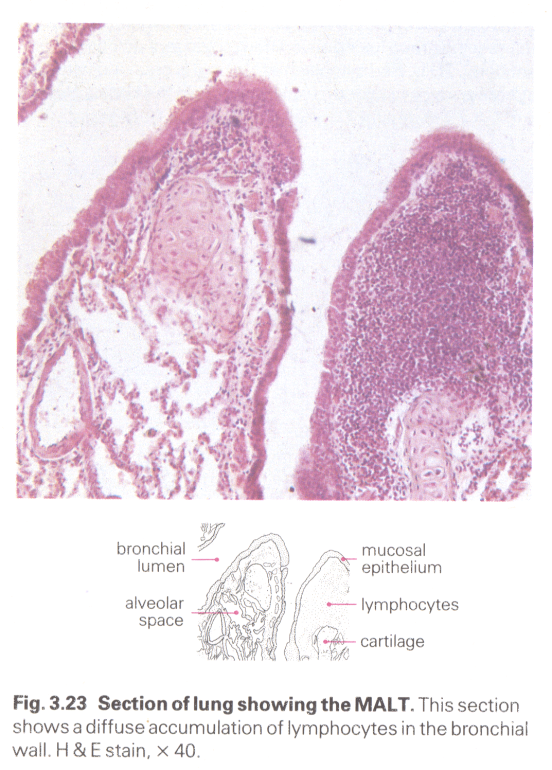 bronchial
lumen
mucosal
epithelium
alveolar
space
lymphocytes
cartilage
Fig. 3.23 Section of lung showing the MALT. This section
shows a diffuse accumulation of lymphocytes in the bronchial
wall. H & E stain, × 40.